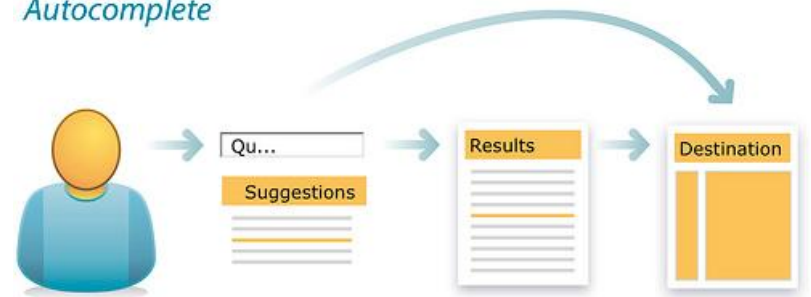 Autocomplete
Qu...
Suggestions
Results
Destination